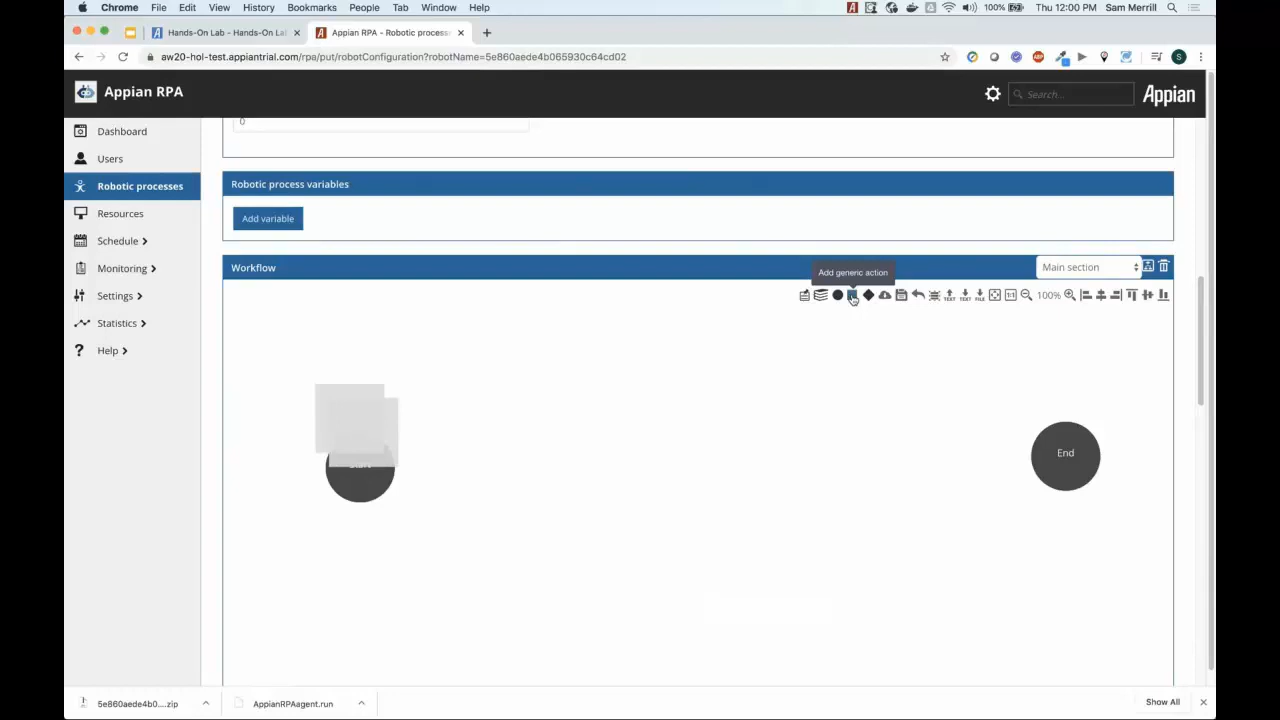 Chrome File Edit View History Bookmarks People Tab Window Help 100% Thu 12:00 PM Sam Merrill
Hands-On Lab - Hands-On Lab
Appian RPA - Robotic processe
aw20-hol-test.appiantrial.com/rpa/put/robotConfiguration?robotName=5e860aede4b065930c64cd02
Appian RPA
Search...
Appian
Dashboard
Users
Robotic processes
Resources
Schedule
Monitoring
Settings
Statistics
Help
0
Robotic process variables
Add variable
Workflow
Main section
Add generic action
100%
End
5e860aede4b0....zip
AppianRPAagent.run
Show All